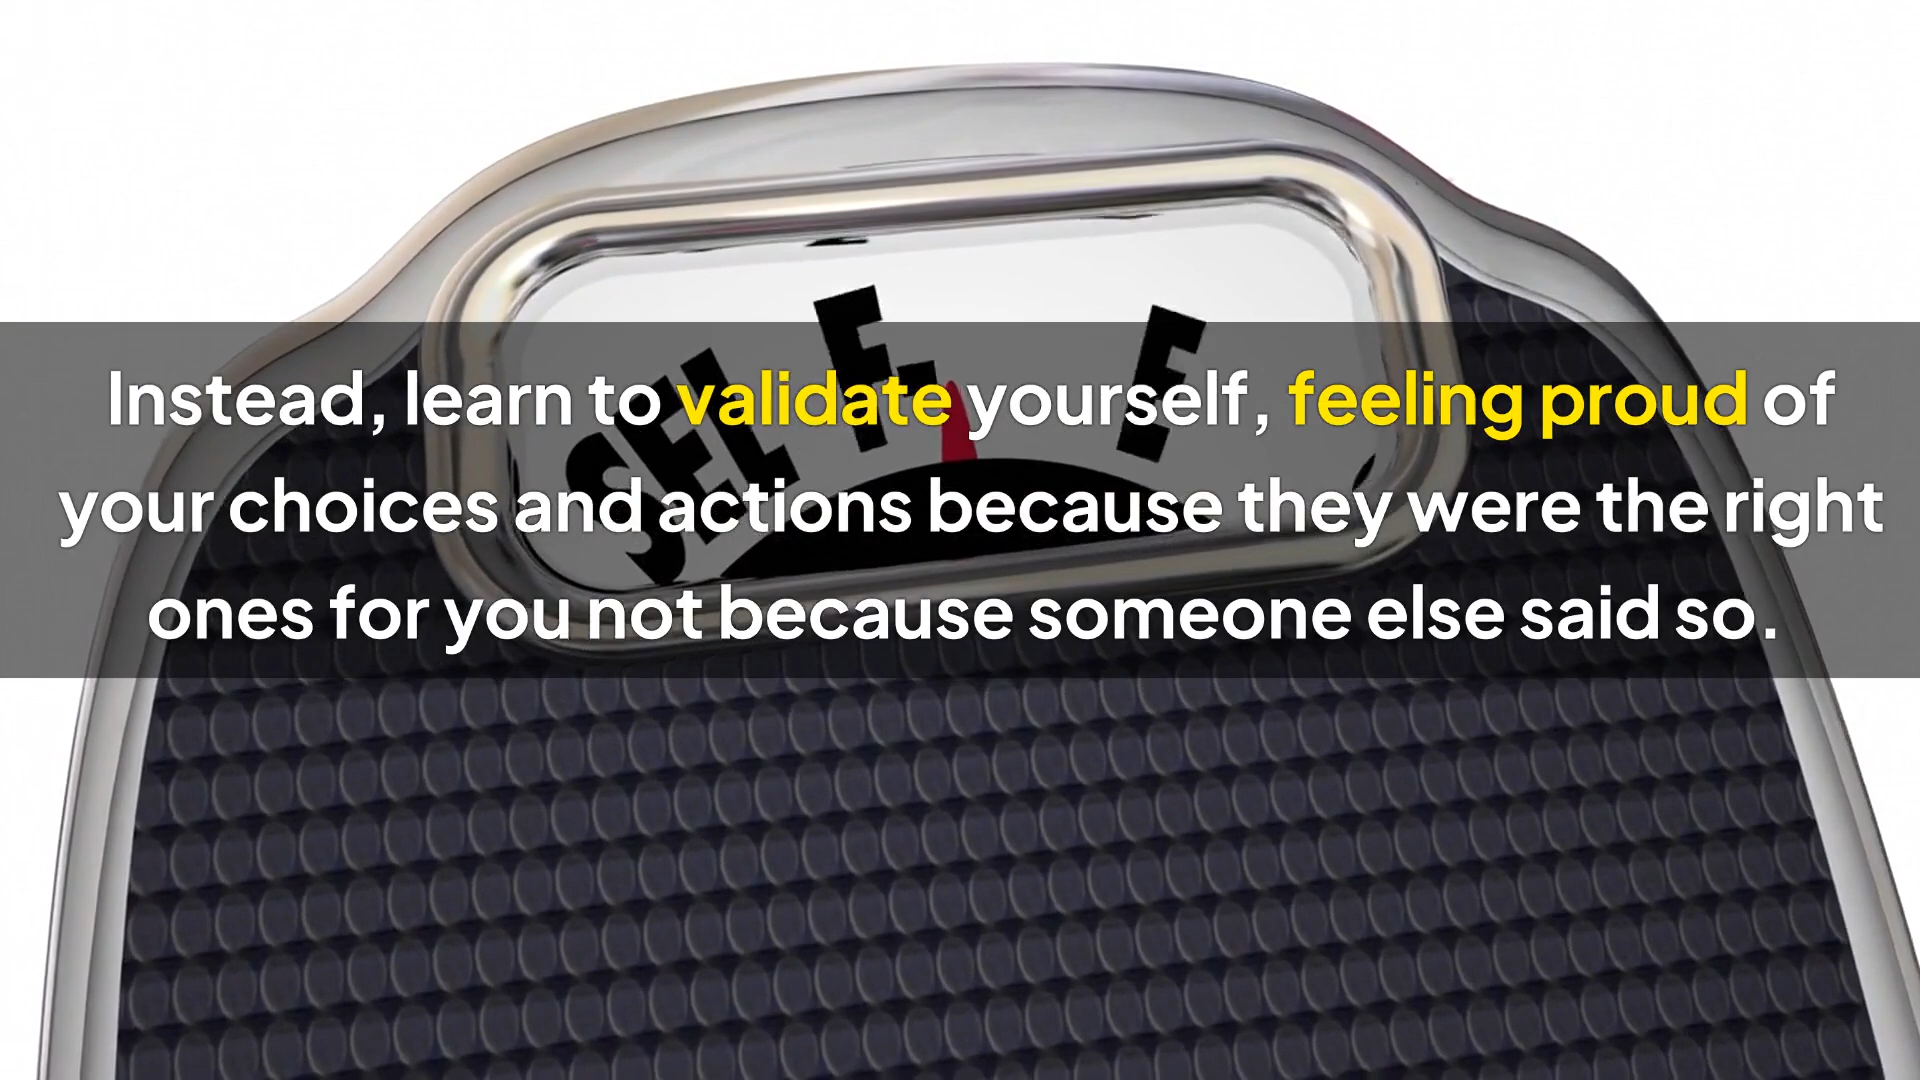 Instead, learn to validate yourself, feeling proud of
your choices and actions because they were the right
ones for you not because someone else said so.